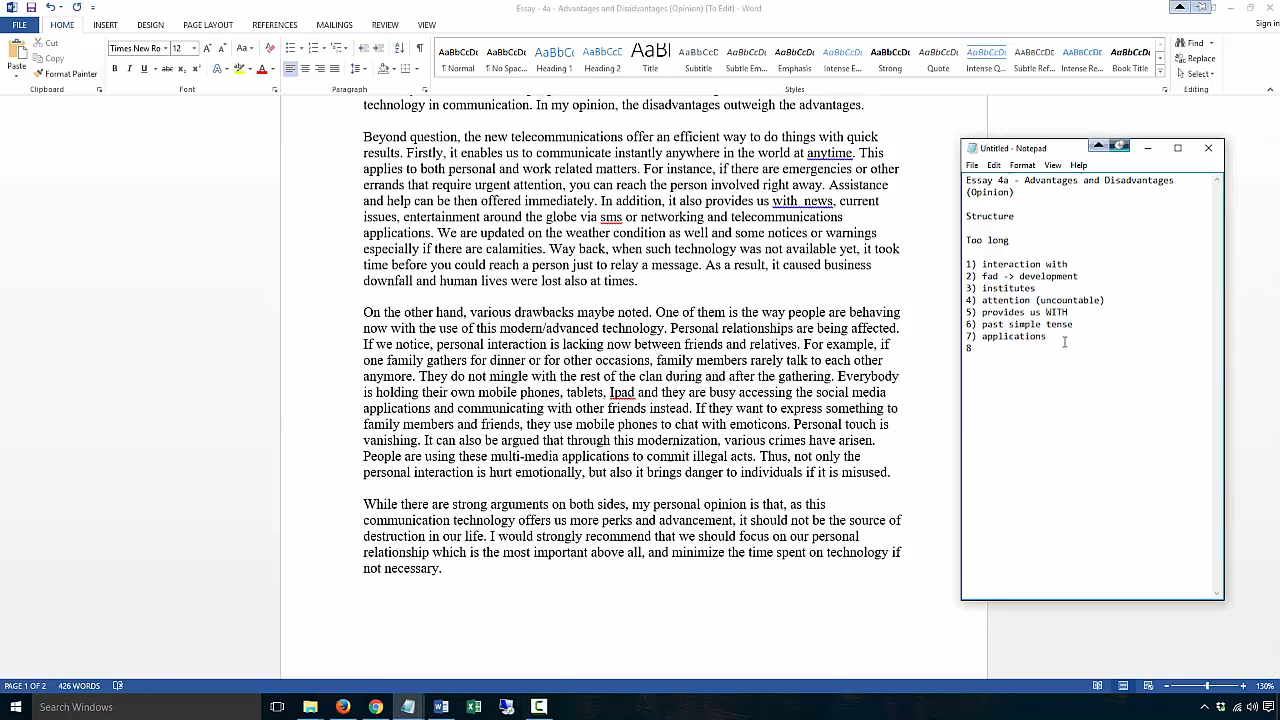 Essay - 4a - Advantages and Disadvantages (Opinion) (To Edit) - Word
FILE HOME INSERT DESIGN PAGE LAYOUT REFERENCES MAILINGS REVIEW VIEW
Sign in
Paste
Cut
Copy
Format Painter
Clipboard
Times New Ro 12
Font
Paragraph
AaBbCcDc AaBbCcDc AaBbC AaBbCc AaBl AaBbCcC AaBbCcDc AaBbCcDc AaBbCcDc AaBbCcDc AaBbCcDc AaBbCcDc AaBbCcDc AaBbCcDc AaBbCcDc
¶ Normal ¶ No Spac... Heading 1 Heading 2 Title Subtitle Subtle Em... Emphasis Intense E... Strong Quote Intense Q... Subtle Ref... Intense Re... Book Title
Styles
Find
Replace
Select
Editing
technology in communication. In my opinion, the disadvantages outweigh the advantages.
Beyond question, the new telecommunications offer an efficient way to do things with quick
results. Firstly, it enables us to communicate instantly anywhere in the world at anytime. This
applies to both personal and work related matters. For instance, if there are emergencies or other
errands that require urgent attention, you can reach the person involved right away. Assistance
and help can be then offered immediately. In addition, it also provides us with news, current
issues, entertainment around the globe via sms or networking and telecommunications
applications. We are updated on the weather condition as well and some notices or warnings
especially if there are calamities. Way back, when such technology was not available yet, it took
time before you could reach a person just to relay a message. As a result, it caused business
downfall and human lives were lost also at times.
On the other hand, various drawbacks maybe noted. One of them is the way people are behaving
now with the use of this modern/advanced technology. Personal relationships are being affected.
If we notice, personal interaction is lacking now between friends and relatives. For example, if
one family gathers for dinner or for other occasions, family members rarely talk to each other
anymore. They do not mingle with the rest of the clan during and after the gathering. Everybody
is holding their own mobile phones, tablets, Ipad and they are busy accessing the social media
applications and communicating with other friends instead. If they want to express something to
family members and friends, they use mobile phones to chat with emoticons. Personal touch is
vanishing. It can also be argued that through this modernization, various crimes have arisen.
People are using these multi-media applications to commit illegal acts. Thus, not only the
personal interaction is hurt emotionally, but also it brings danger to individuals if it is misused.
While there are strong arguments on both sides, my personal opinion is that, as this
communication technology offers us more perks and advancement, it should not be the source of
destruction in our life. I would strongly recommend that we should focus on our personal
relationship which is the most important above all, and minimize the time spent on technology if
not necessary.
Untitled - Notepad
File Edit Format View Help
Essay 4a - Advantages and Disadvantages
(Opinion)
Structure
Too long
1) interaction with
2) fad -> development
3) institutes
4) attention (uncountable)
5) provides us WITH
6) past simple tense
7) applications
8
PAGE 1 OF 2 426 WORDS
130%
Search Windows